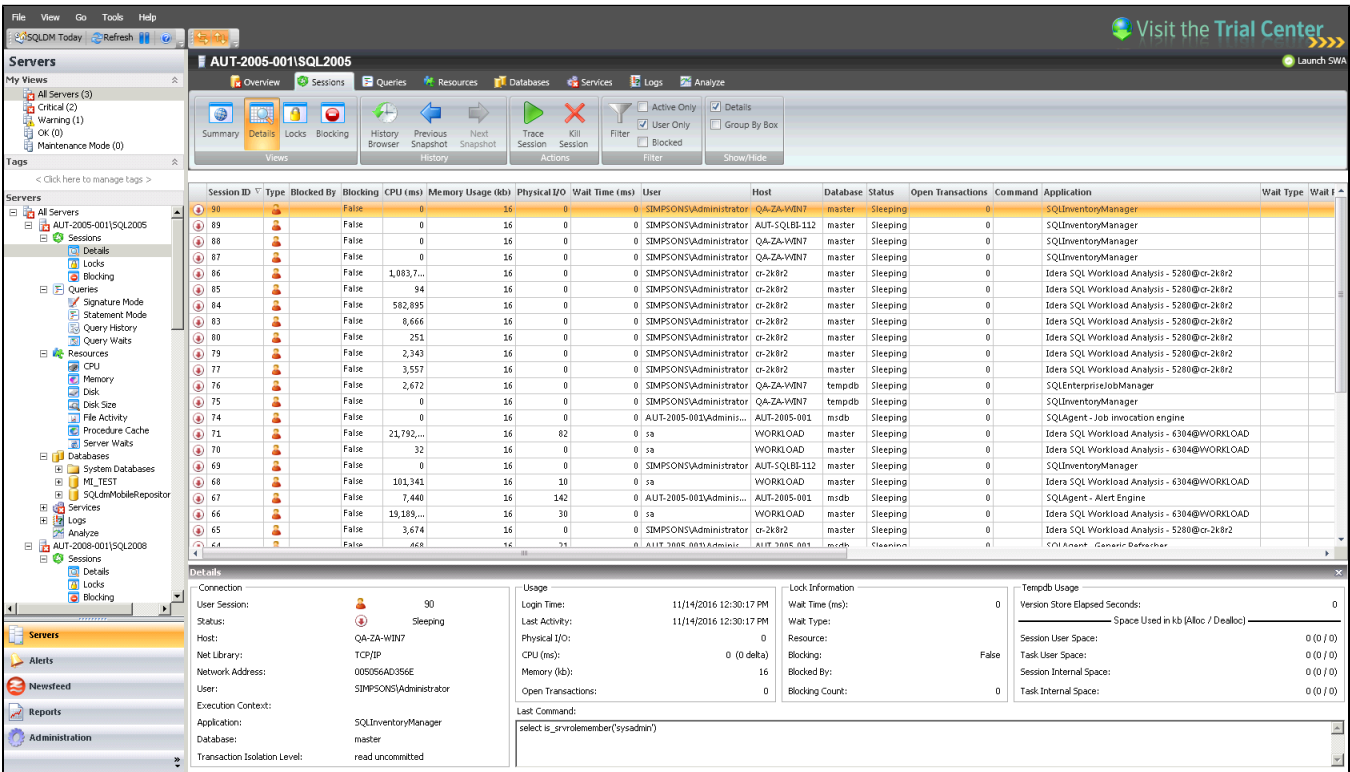 File View Go Tools Help
SQLDM Today Refresh
Visit the Trial Center
Servers
AUT-2005-001\SQL2005
Launch SWA
My Views
All Servers (3)
Critical (2)
Warning (1)
OK (0)
Maintenance Mode (0)
Tags
< Click here to manage tags >
Servers
All Servers
AUT-2005-001\SQL2005
Sessions
Details
Locks
Blocking
Queries
Signature Mode
Statement Mode
Query History
Query Waits
Resources
CPU
Memory
Disk
Disk Size
File Activity
Procedure Cache
Server Waits
Databases
System Databases
MI_TEST
SQLdmMobileRepositor
Services
Logs
Analyze
AUT-2008-001\SQL2008
Sessions
Details
Locks
Blocking
Servers
Alerts
Newsfeed
Reports
Administration
Overview Sessions Queries Resources Databases Services Logs Analyze
Summary Details Locks Blocking
Views
History Browser Previous Snapshot Next Snapshot
History
Trace Session Kill Session
Actions
Filter
Active Only
User Only
Blocked
Filter
Details
Group By Box
Show/Hide
Session ID Type Blocked By Blocking CPU (ms) Memory Usage (kb) Physical I/O Wait Time (ms) User Host Database Status Open Transactions Command Application Wait Type Wait
90 False 0 16 0 0 SIMPSONS\Administrator QA-ZA-WIN7 master Sleeping 0 SQLInventoryManager
89 False 0 16 0 0 SIMPSONS\Administrator AUT-SQLBI-112 master Sleeping 0 SQLInventoryManager
88 False 0 16 0 0 SIMPSONS\Administrator QA-ZA-WIN7 master Sleeping 0 SQLInventoryManager
87 False 0 16 0 0 SIMPSONS\Administrator QA-ZA-WIN7 master Sleeping 0 SQLInventoryManager
86 False 1,083,7... 16 0 0 SIMPSONS\Administrator cr-2k8r2 master Sleeping 0 Idera SQL Workload Analysis - 5280@cr-2k8r2
85 False 94 16 0 0 SIMPSONS\Administrator cr-2k8r2 master Sleeping 0 Idera SQL Workload Analysis - 5280@cr-2k8r2
84 False 582,895 16 0 0 SIMPSONS\Administrator cr-2k8r2 master Sleeping 0 Idera SQL Workload Analysis - 5280@cr-2k8r2
83 False 8,666 16 0 0 SIMPSONS\Administrator cr-2k8r2 master Sleeping 0 Idera SQL Workload Analysis - 5280@cr-2k8r2
80 False 251 16 0 0 SIMPSONS\Administrator cr-2k8r2 master Sleeping 0 Idera SQL Workload Analysis - 5280@cr-2k8r2
79 False 2,343 16 0 0 SIMPSONS\Administrator cr-2k8r2 master Sleeping 0 Idera SQL Workload Analysis - 5280@cr-2k8r2
77 False 3,557 16 0 0 SIMPSONS\Administrator cr-2k8r2 master Sleeping 0 Idera SQL Workload Analysis - 5280@cr-2k8r2
76 False 2,672 16 0 0 SIMPSONS\Administrator QA-ZA-WIN7 tempdb Sleeping 0 SQLEnterpriseJobManager
75 False 0 16 0 0 SIMPSONS\Administrator QA-ZA-WIN7 tempdb Sleeping 0 SQLInventoryManager
74 False 0 16 0 0 AUT-2005-001\Adminis... AUT-2005-001 msdb Sleeping 0 SQLAgent - Job invocation engine
71 False 21,792,... 16 82 0 sa WORKLOAD master Sleeping 0 Idera SQL Workload Analysis - 6304@WORKLOAD
70 False 32 16 0 0 sa WORKLOAD master Sleeping 0 Idera SQL Workload Analysis - 6304@WORKLOAD
69 False 0 16 0 0 SIMPSONS\Administrator AUT-SQLBI-112 master Sleeping 0 SQLInventoryManager
68 False 101,341 16 10 0 sa WORKLOAD master Sleeping 0 Idera SQL Workload Analysis - 6304@WORKLOAD
67 False 7,440 16 142 0 AUT-2005-001\Adminis... AUT-2005-001 msdb Sleeping 0 SQLAgent - Alert Engine
66 False 19,189,... 16 30 0 sa WORKLOAD master Sleeping 0 Idera SQL Workload Analysis - 6304@WORKLOAD
65 False 3,674 16 0 0 SIMPSONS\Administrator cr-2k8r2 master Sleeping 0 Idera SQL Workload Analysis - 5280@cr-2k8r2
64 False 468 16 21 0 AUT-2005-001\Adminis... AUT-2005-001 msdb Sleeping 0 SQLAgent - Generic Refresher
Details
Connection
User Session: 90
Status: Sleeping
Host: QA-ZA-WIN7
Net Library: TCP/IP
Network Address: 005056AD356E
User: SIMPSONS\Administrator
Execution Context:
Application: SQLInventoryManager
Database: master
Transaction Isolation Level: read uncommitted
Usage
Login Time: 11/14/2016 12:30:17 PM
Last Activity: 11/14/2016 12:30:17 PM
Physical I/O: 0
CPU (ms): 0 (0 delta)
Memory (kb): 16
Open Transactions: 0
Lock Information
Wait Time (ms): 0
Wait Type:
Resource:
Blocking: False
Blocked By:
Blocking Count: 0
Tempdb Usage
Version Store Elapsed Seconds: 0
Space Used in kb (Alloc / Dealloc)
Session User Space: 0 (0 / 0)
Task User Space: 0 (0 / 0)
Session Internal Space: 0 (0 / 0)
Task Internal Space: 0 (0 / 0)
Last Command:
select is_srvrolemember('sysadmin')